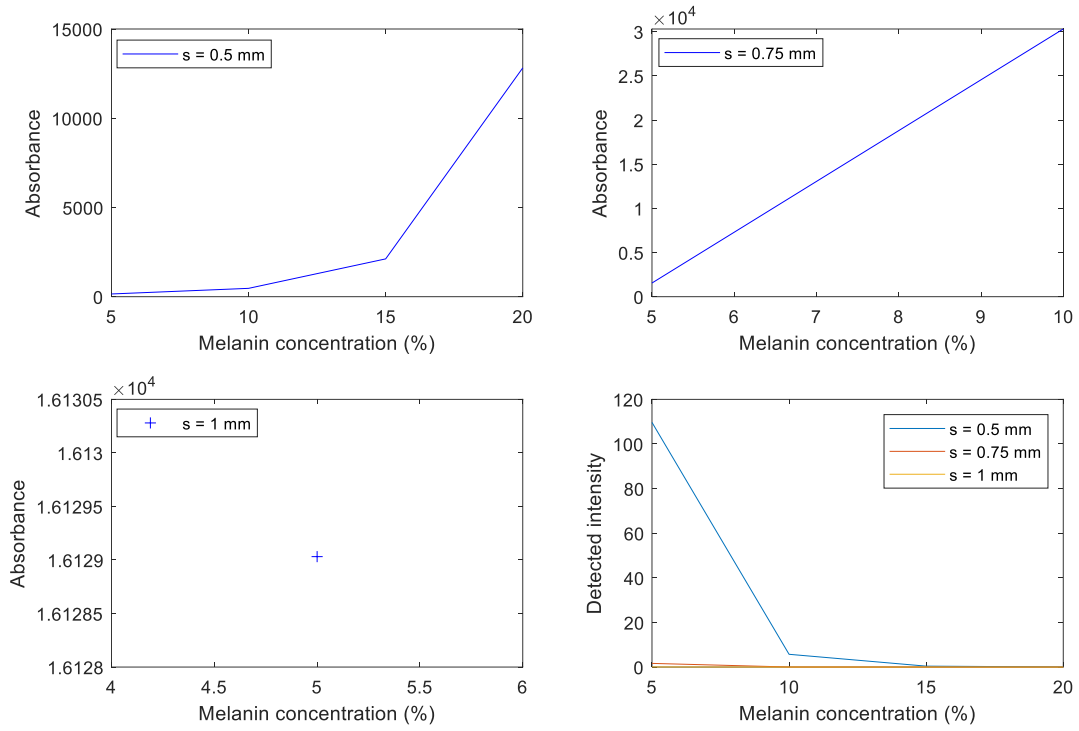 15000
10000
5000
0
Absorbance
s = 0.5 mm
5 10 15 20
Melanin concentration (%)
×10^4
3
2.5
2
1.5
1
0.5
0
Absorbance
s = 0.75 mm
5 6 7 8 9 10
Melanin concentration (%)
×10^4
1.61305
1.613
1.61295
1.6129
1.61285
1.6128
Absorbance
s = 1 mm
4 4.5 5 5.5 6
Melanin concentration (%)
120
100
80
60
40
20
0
Detected intensity
s = 0.5 mm
s = 0.75 mm
s = 1 mm
5 10 15 20
Melanin concentration (%)